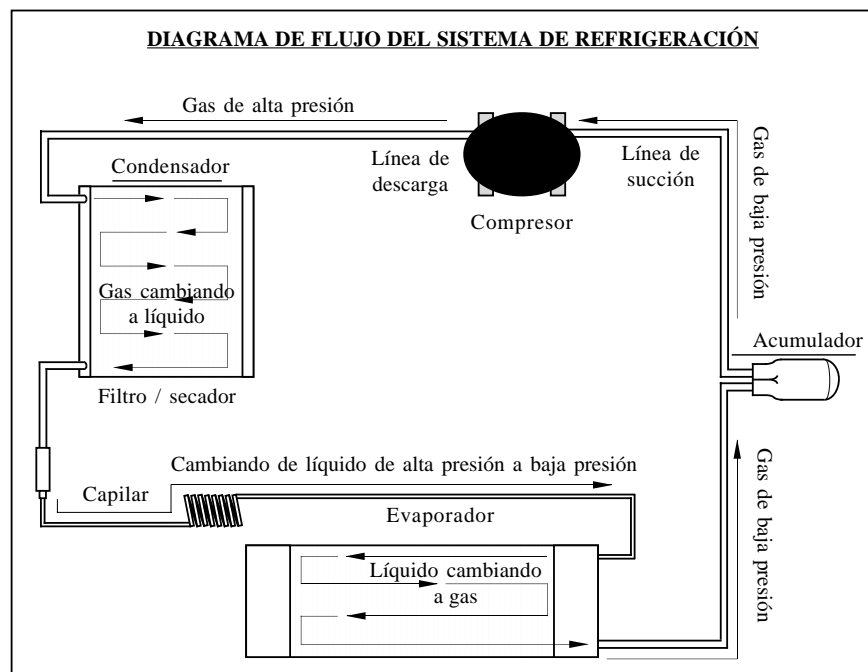 DIAGRAMA DE FLUJO DEL SISTEMA DE REFRIGERACIÓN
Gas de alta presión
Condensador
Línea de
descarga
Línea de
succión
Compresor
Gas de baja presión
Gas cambiando
a líquido
Acumulador
Filtro / secador
Cambiando de líquido de alta presión a baja presión
Capilar
Evaporador
Líquido cambiando
a gas
Gas de baja
presión